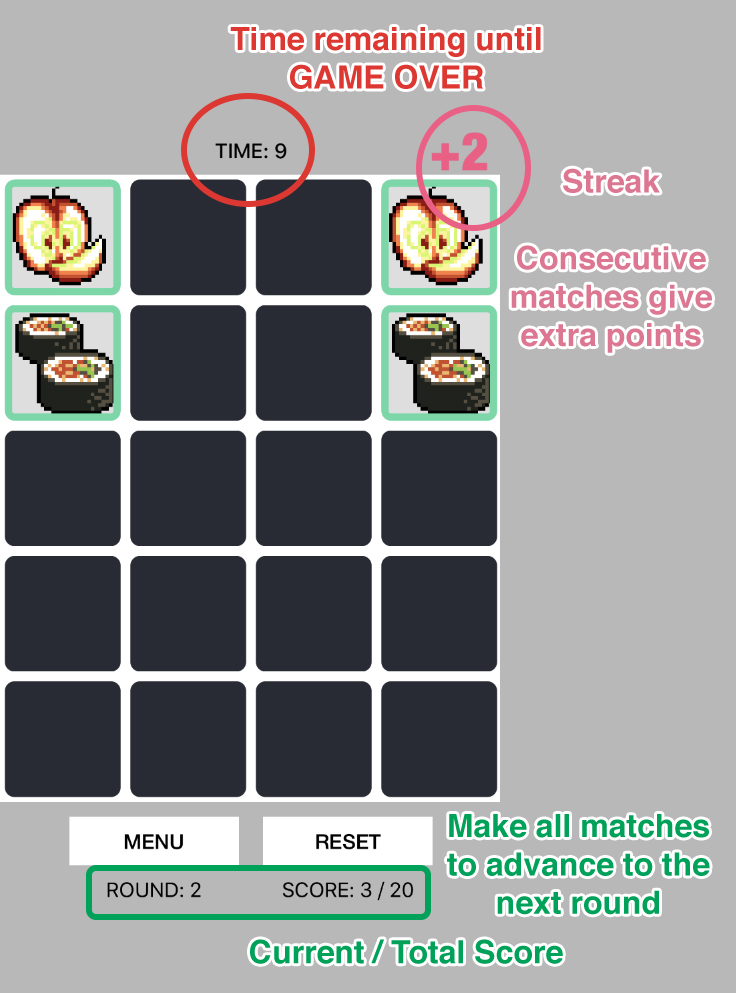 Time remaining until
GAME OVER
TIME: 9
+2
Streak
Consecutive
matches give
extra points
MENU
RESET
Make all matches
to advance to the
next round
ROUND: 2
SCORE: 3 / 20
Current / Total Score